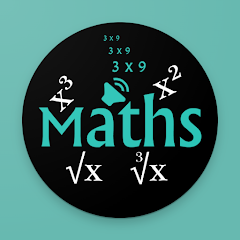 3 x 9
3 x 9
3 x 9
x³ x²
Maths
√x ∛x